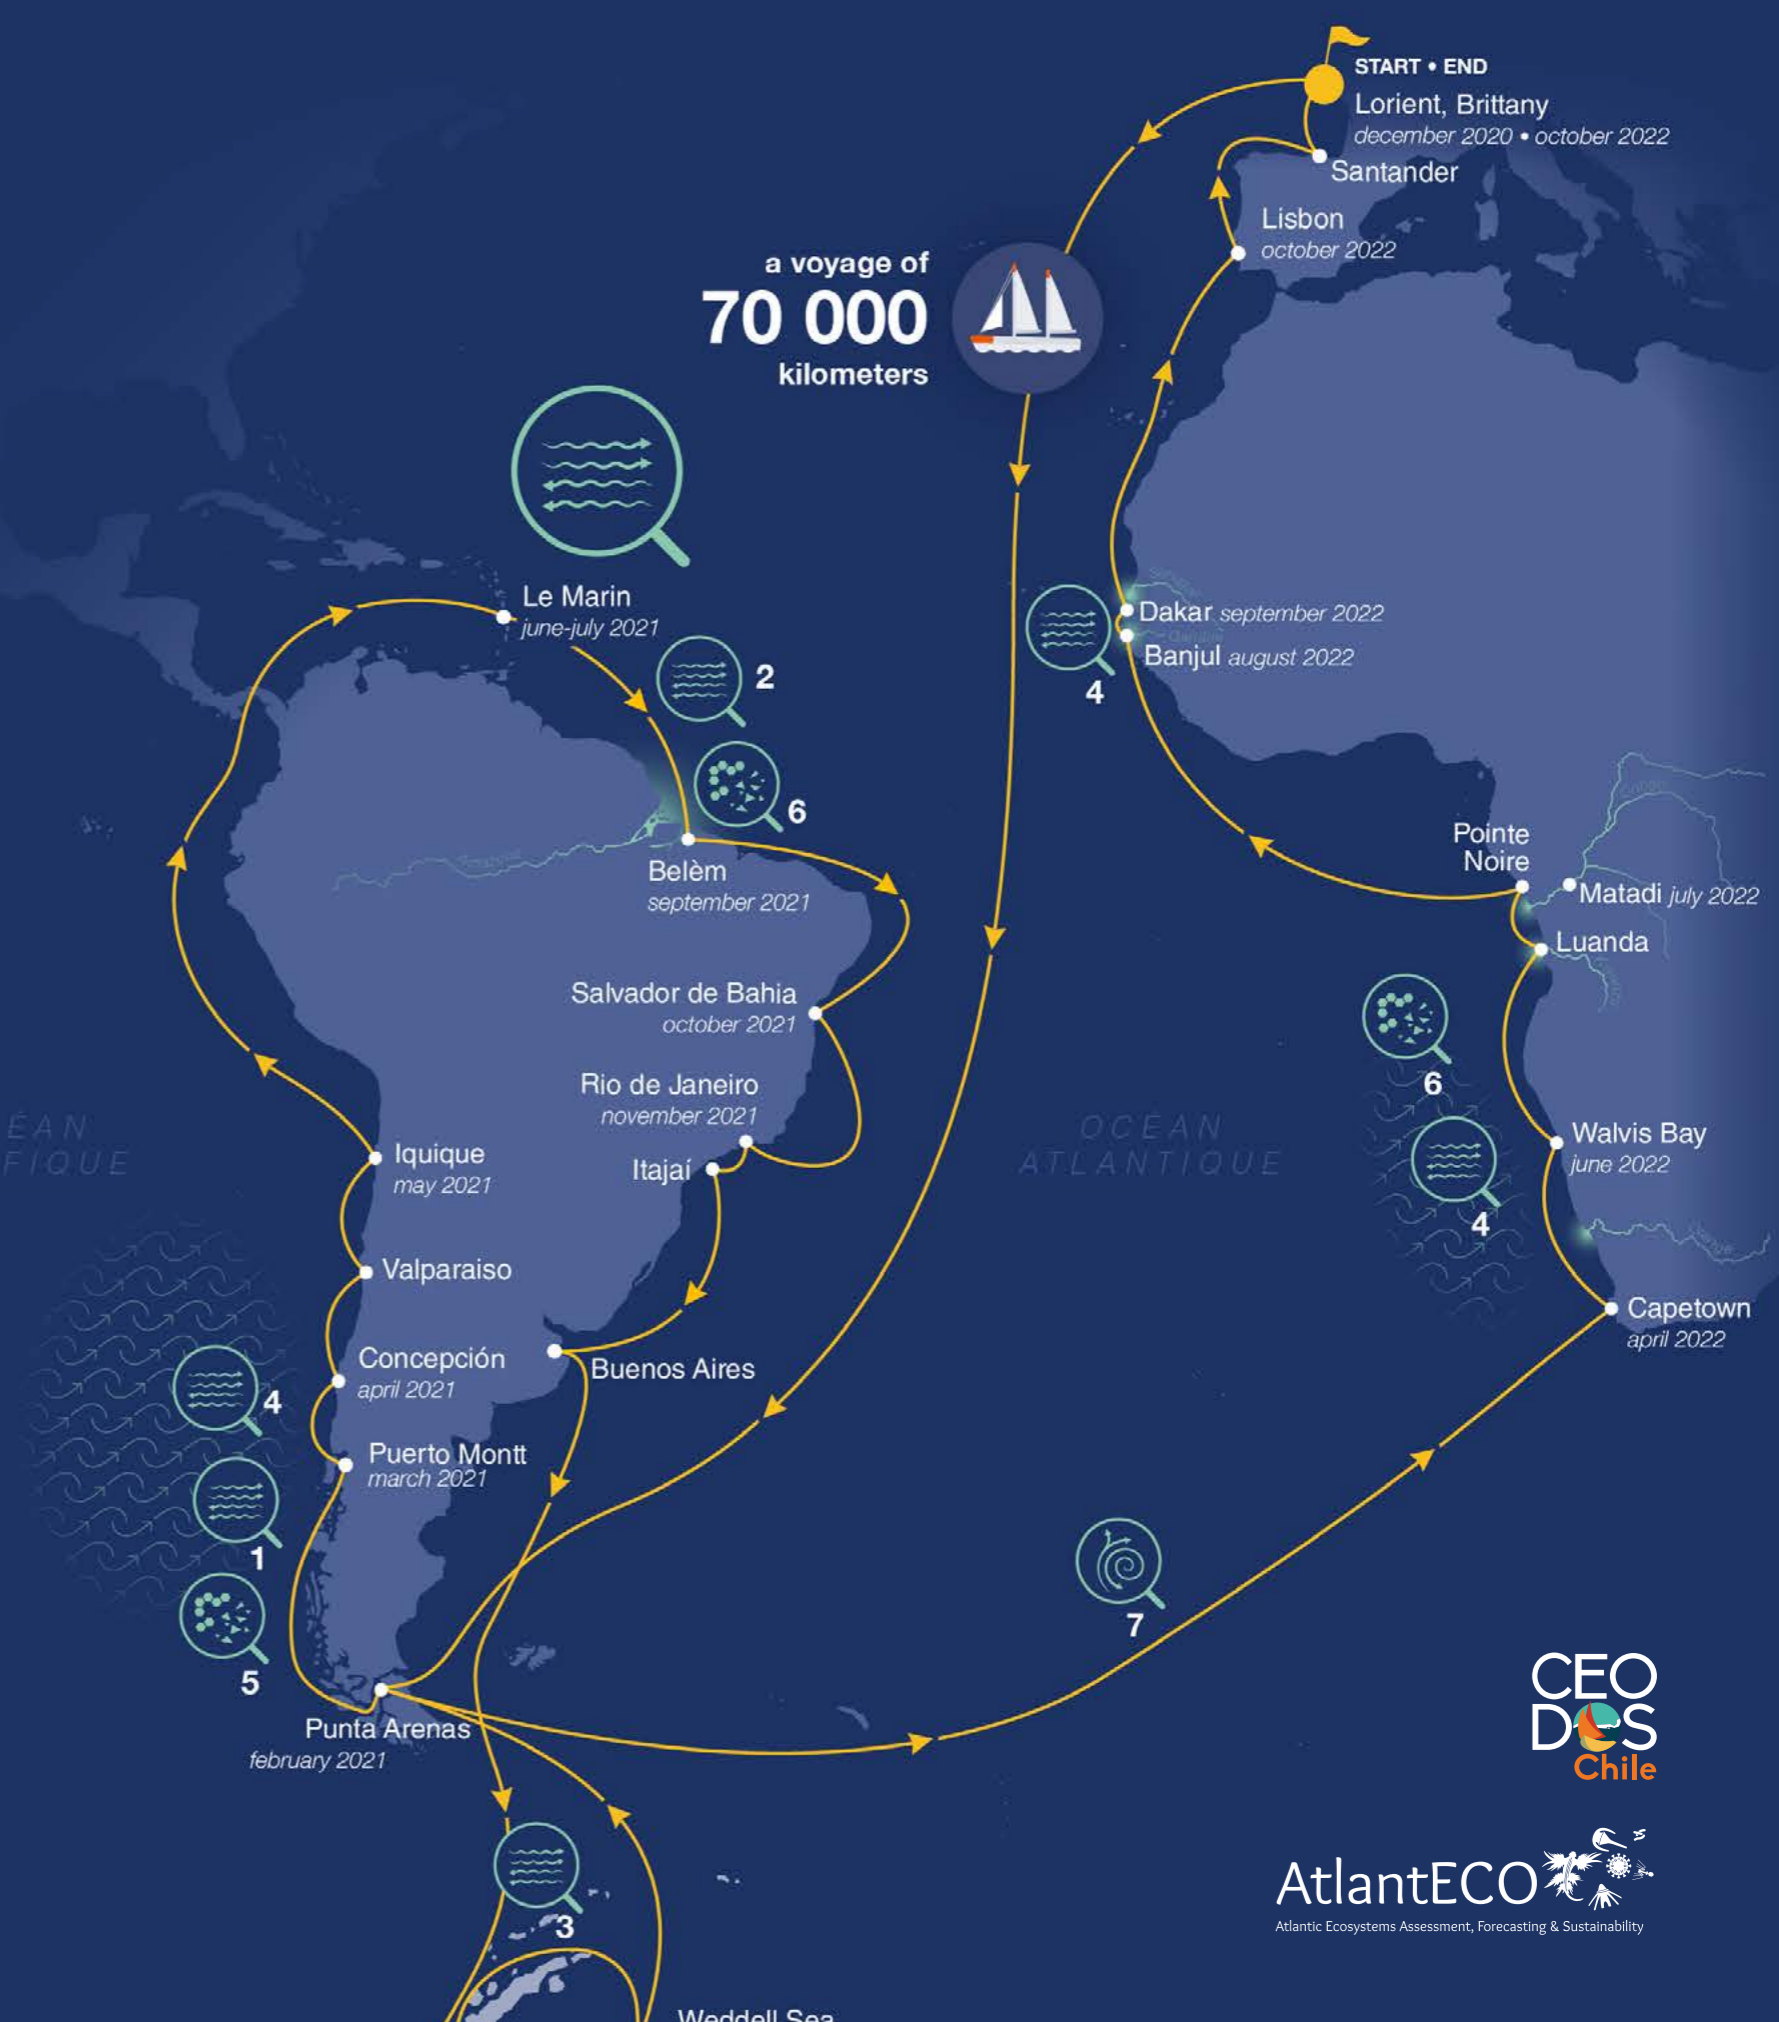 START • END
Lorient, Brittany
december 2020 • october 2022
Santander
Lisbon
october 2022
a voyage of
70 000
kilometers
Le Marin
june-july 2021
2
6
Belèm
september 2021
Salvador de Bahia
october 2021
Rio de Janeiro
november 2021
Itajaí
Buenos Aires
Iquique
may 2021
Valparaiso
Concepción
april 2021
Puerto Montt
march 2021
4
1
5
Punta Arenas
february 2021
3
Weddell Sea
7
ÉAN
FIQUE
OCÉAN
ATLANTIQUE
Dakar september 2022
Banjul august 2022
4
Pointe
Noire
Matadi july 2022
Luanda
Congo
6
4
Walvis Bay
june 2022
Capetown
april 2022
CEO
DES
Chile
AtlantECO
Atlantic Ecosystems Assessment, Forecasting & Sustainability